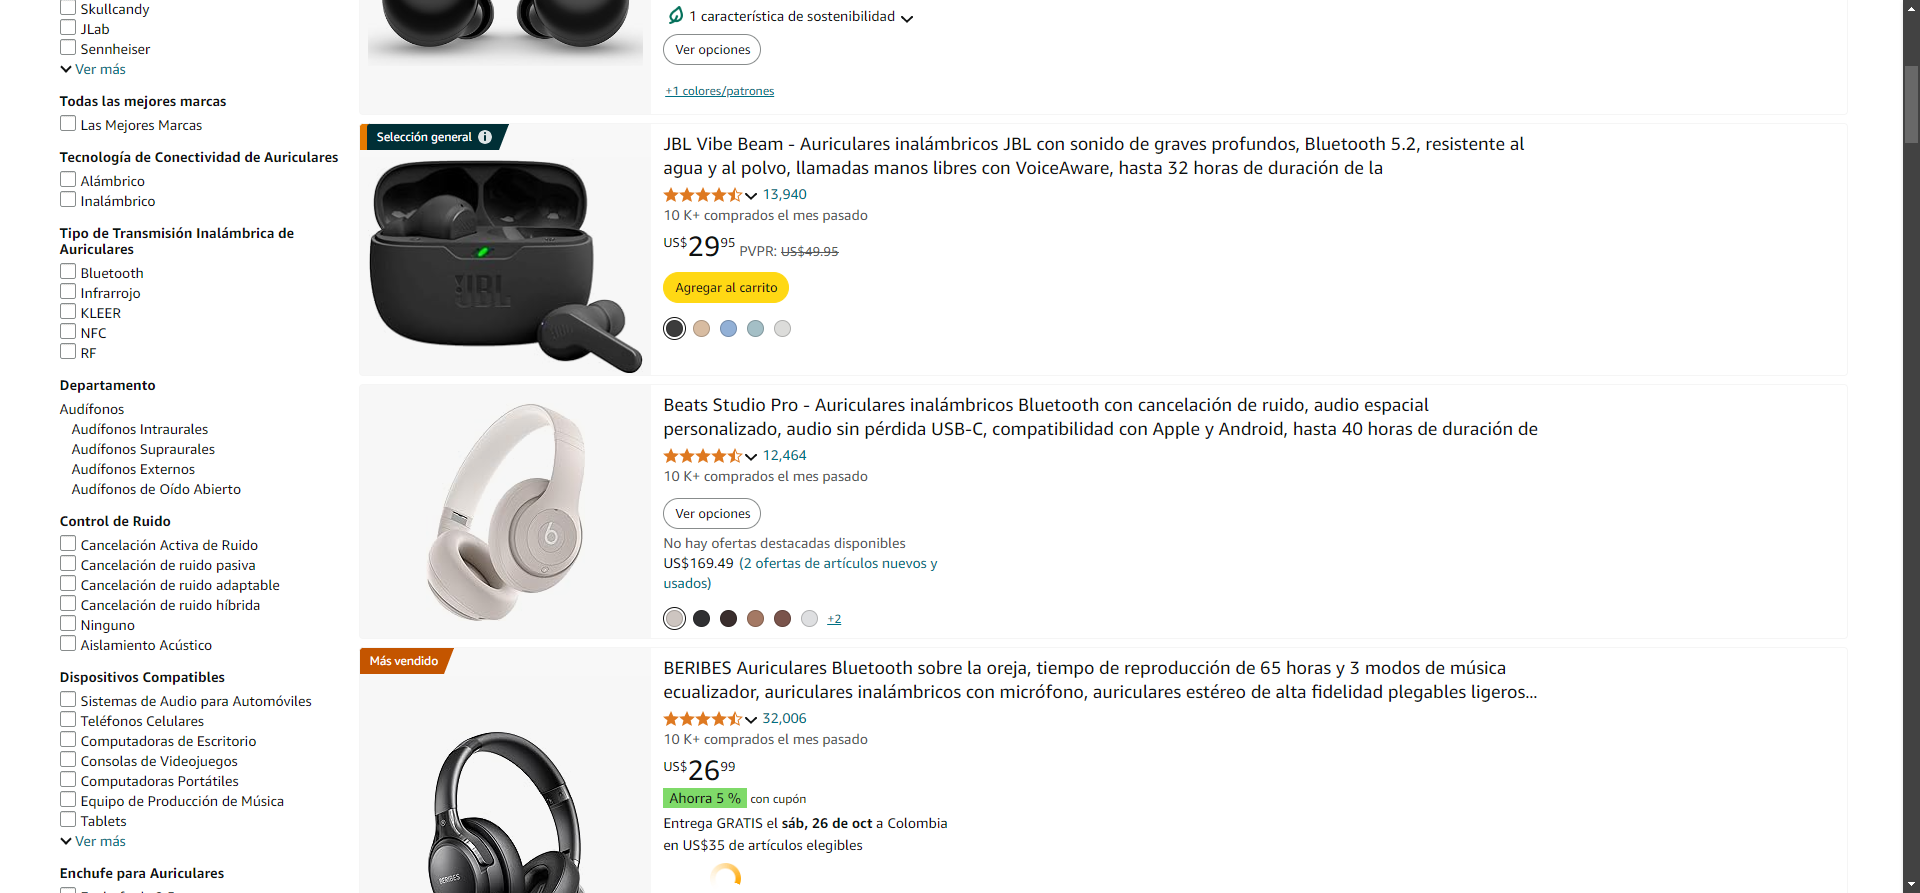 Skullcandy
JLab
Sennheiser
Ver más
Todas las mejores marcas
Las Mejores Marcas
Tecnología de Conectividad de Auriculares
Alámbrico
Inalámbrico
Tipo de Transmisión Inalámbrica de
Auriculares
Bluetooth
Infrarrojo
KLEER
NFC
RF
Departamento
Audífonos
Audífonos Intraurales
Audífonos Supraurales
Audífonos Externos
Audífonos de Oído Abierto
Control de Ruido
Cancelación Activa de Ruido
Cancelación de ruido pasiva
Cancelación de ruido adaptable
Cancelación de ruido híbrida
Ninguno
Aislamiento Acústico
Dispositivos Compatibles
Sistemas de Audio para Automóviles
Teléfonos Celulares
Computadoras de Escritorio
Consolas de Videojuegos
Computadoras Portátiles
Equipo de Producción de Música
Tablets
Ver más
Enchufe para Auriculares
1 característica de sostenibilidad
Ver opciones
+1 colores/patrones
Selección general
JBL
JBL Vibe Beam - Auriculares inalámbricos JBL con sonido de graves profundos, Bluetooth 5.2, resistente al
agua y al polvo, llamadas manos libres con VoiceAware, hasta 32 horas de duración de la
13,940
10 K+ comprados el mes pasado
US$29.95 PVPR: US$49.95
Agregar al carrito
Beats Studio Pro - Auriculares inalámbricos Bluetooth con cancelación de ruido, audio espacial
personalizado, audio sin pérdida USB-C, compatibilidad con Apple y Android, hasta 40 horas de duración de
12,464
10 K+ comprados el mes pasado
Ver opciones
No hay ofertas destacadas disponibles
US$169.49 (2 ofertas de artículos nuevos y
usados)
+2
Más vendido
BERIBES
BERIBES Auriculares Bluetooth sobre la oreja, tiempo de reproducción de 65 horas y 3 modos de música
ecualizador, auriculares inalámbricos con micrófono, auriculares estéreo de alta fidelidad plegables ligeros...
32,006
10 K+ comprados el mes pasado
US$26.99
Ahorra 5 % con cupón
Entrega GRATIS el sáb, 26 de oct a Colombia
en US$35 de artículos elegibles